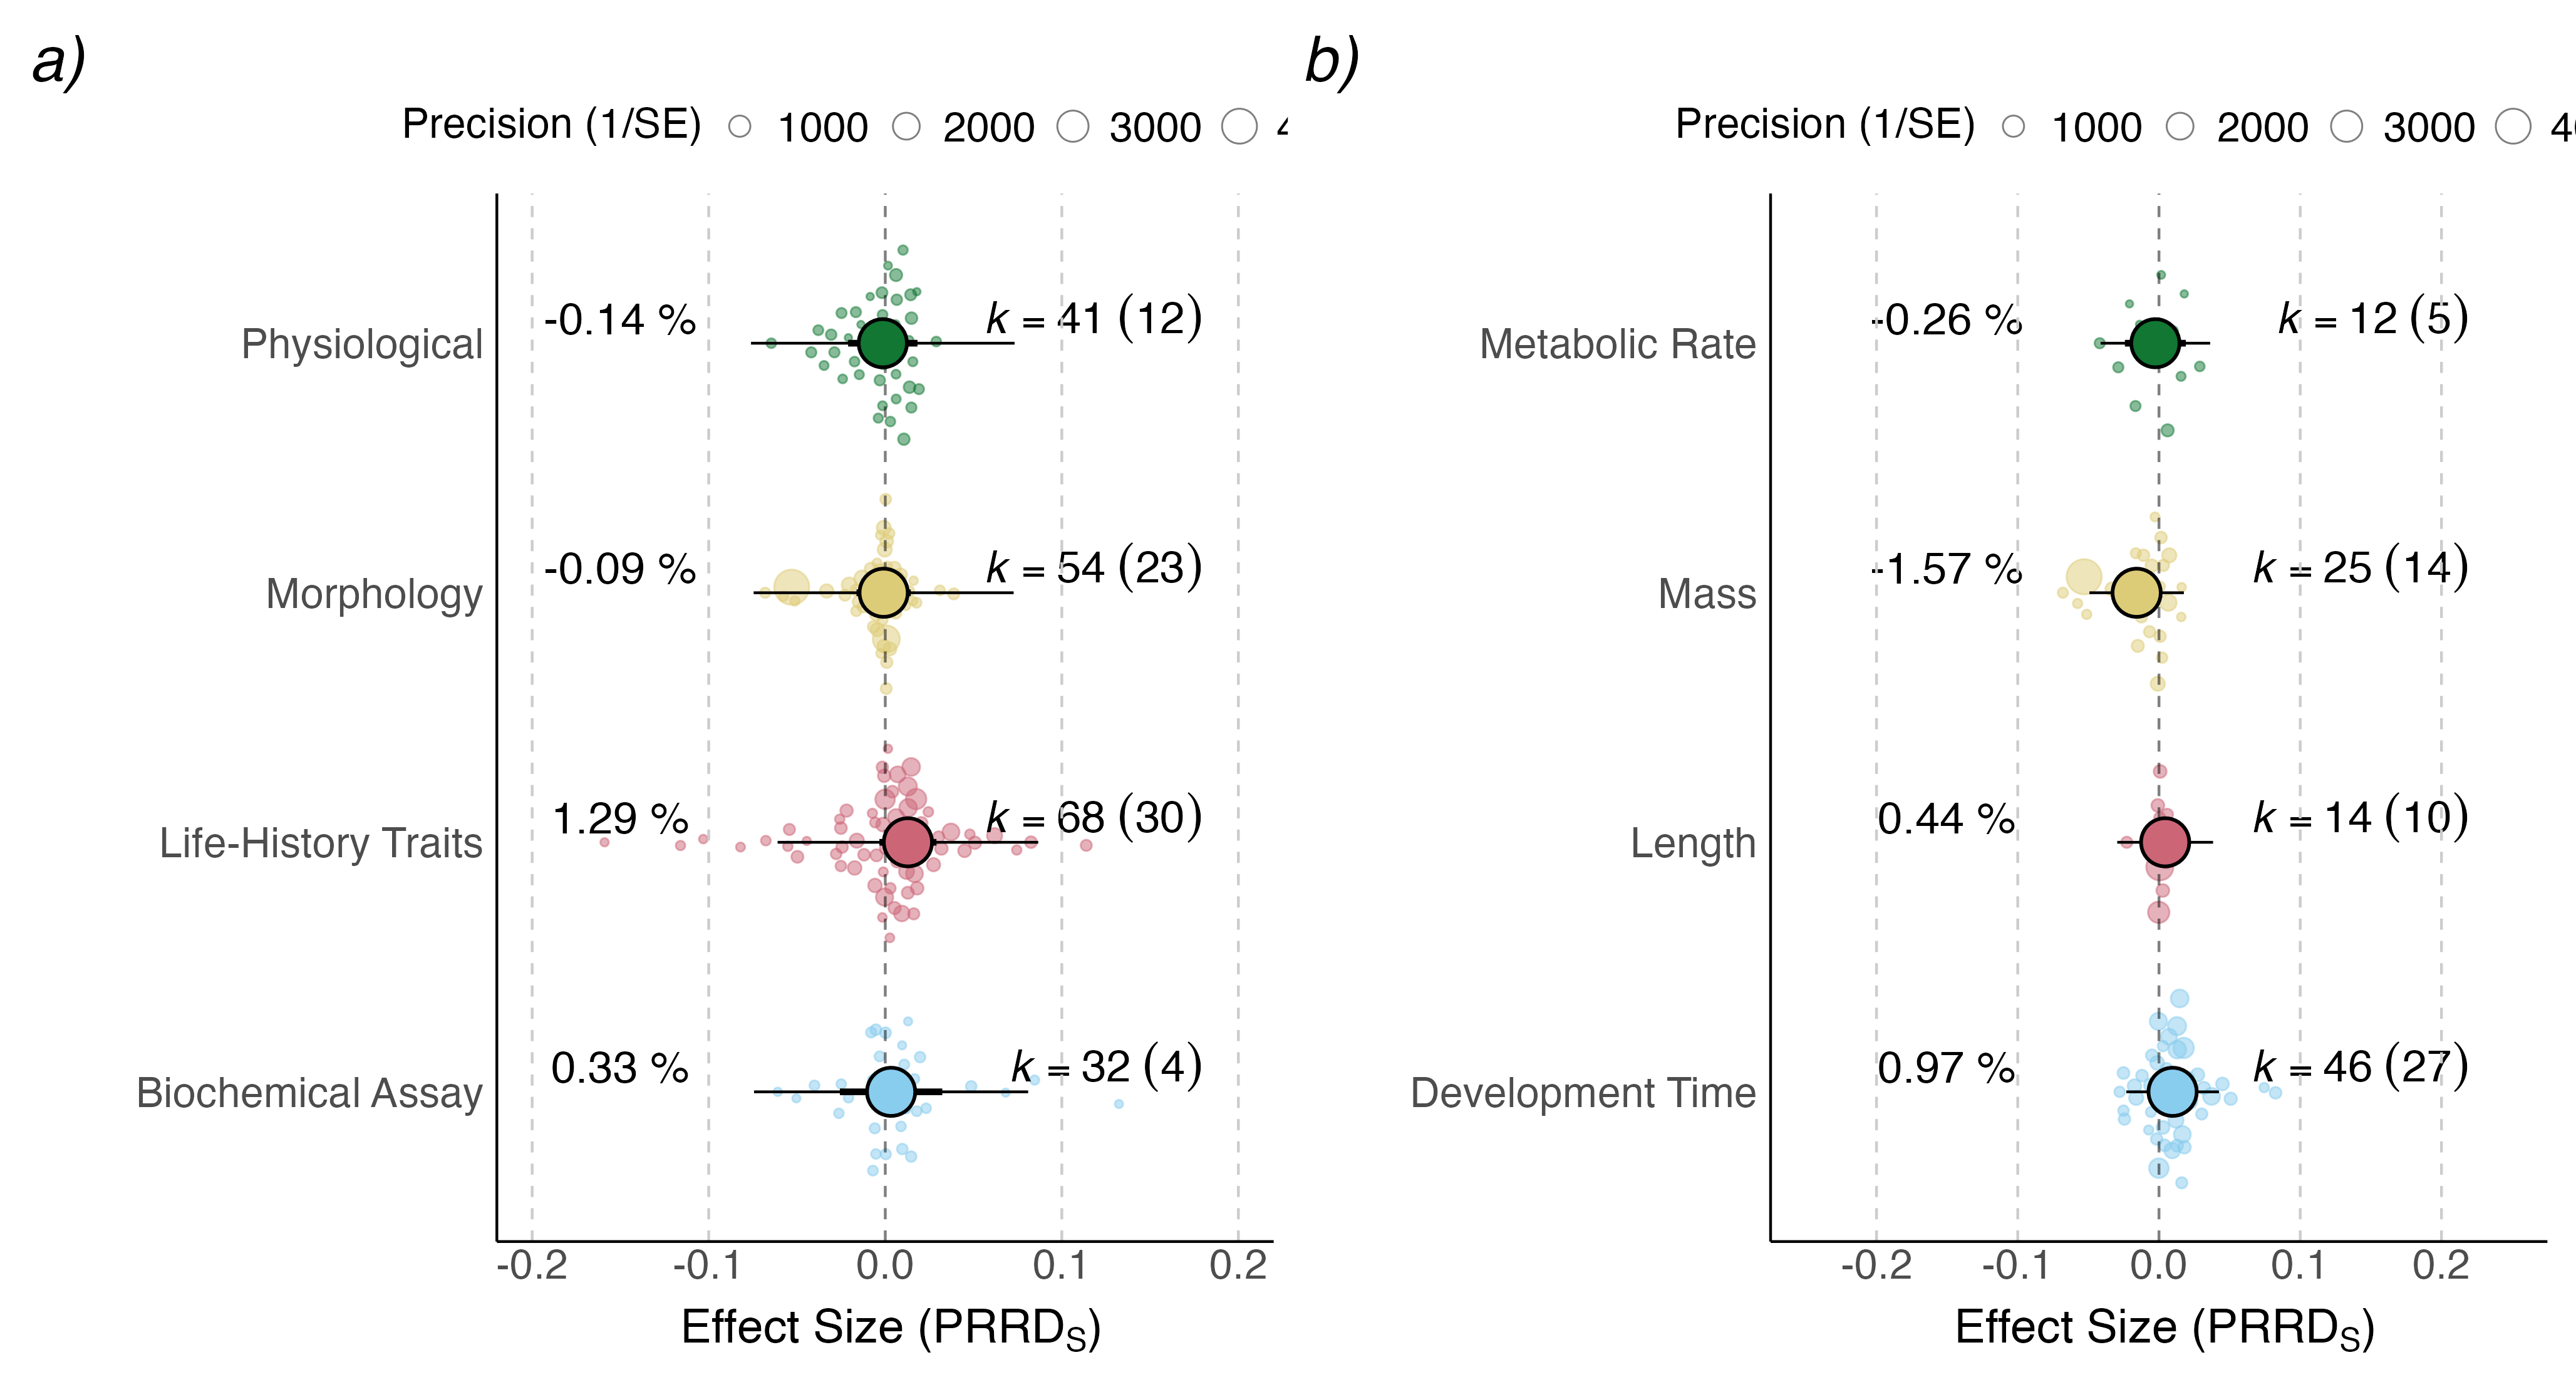 a)
Precision (1/SE) 1000 2000 3000
Physiological -0.14 % k = 41 (12)
Morphology -0.09 % k = 54 (23)
Life-History Traits 1.29 % k = 68 (30)
Biochemical Assay 0.33 % k = 32 (4)
-0.2 -0.1 0.0 0.1 0.2
Effect Size (PRRDS)
b)
Precision (1/SE) 1000 2000 3000
Metabolic Rate -0.26 % k = 12 (5)
Mass -1.57 % k = 25 (14)
Length 0.44 % k = 14 (10)
Development Time 0.97 % k = 46 (27)
-0.2 -0.1 0.0 0.1 0.2
Effect Size (PRRDS)